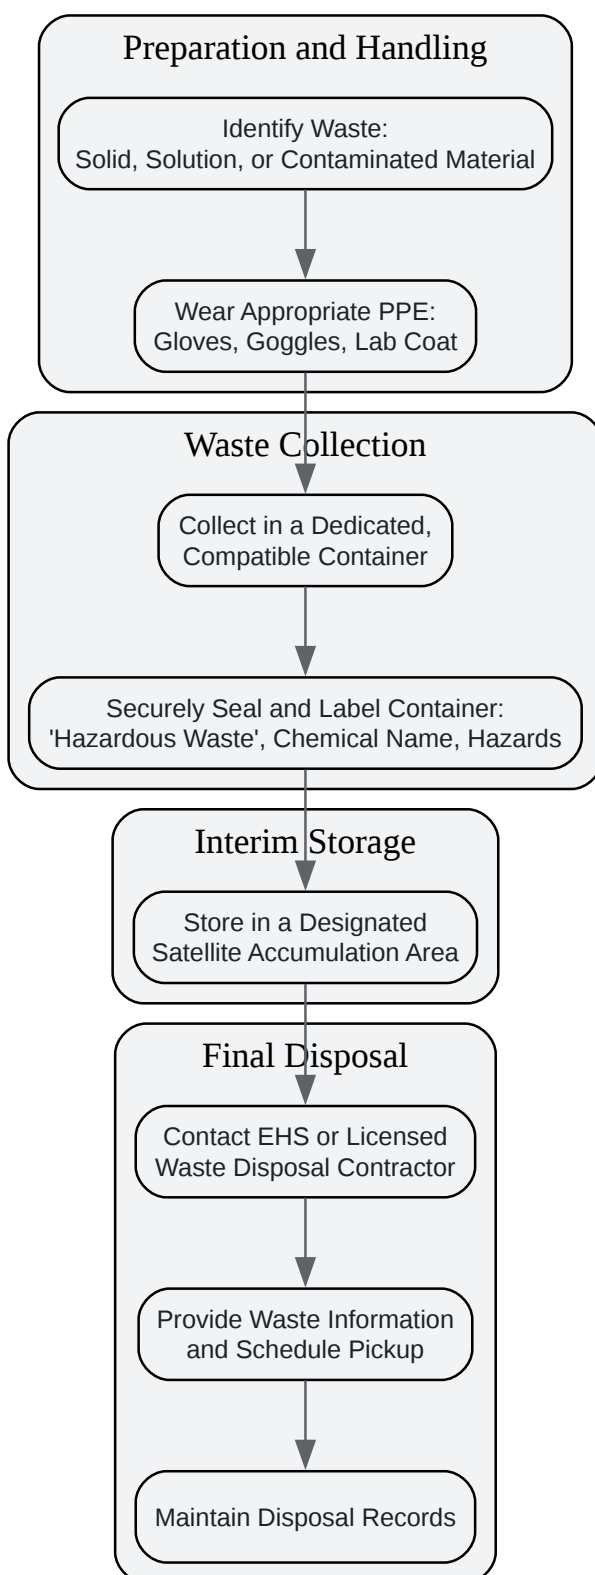 Preparation and Handling
Identify Waste:
Solid, Solution, or Contaminated Material
Wear Appropriate PPE:
Gloves, Goggles, Lab Coat
Waste Collection
Collect in a Dedicated,
Compatible Container
Securely Seal and Label Container:
'Hazardous Waste', Chemical Name, Hazards
Interim Storage
Store in a Designated
Satellite Accumulation Area
Final Disposal
Contact EHS or Licensed
Waste Disposal Contractor
Provide Waste Information
and Schedule Pickup
Maintain Disposal Records